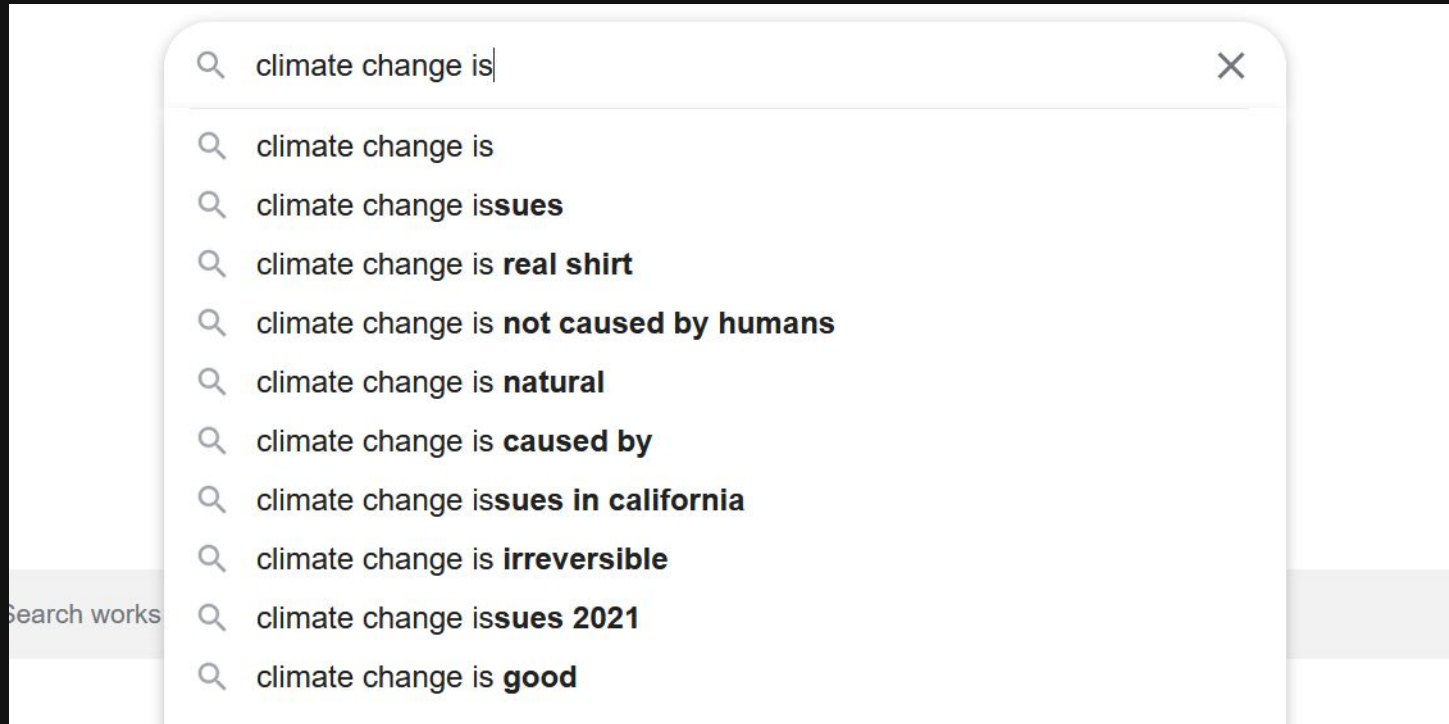 climate change is
climate change is
climate change issues
climate change is real shirt
climate change is not caused by humans
climate change is natural
climate change is caused by
climate change issues in california
climate change is irreversible
Search works
climate change issues 2021
climate change is good